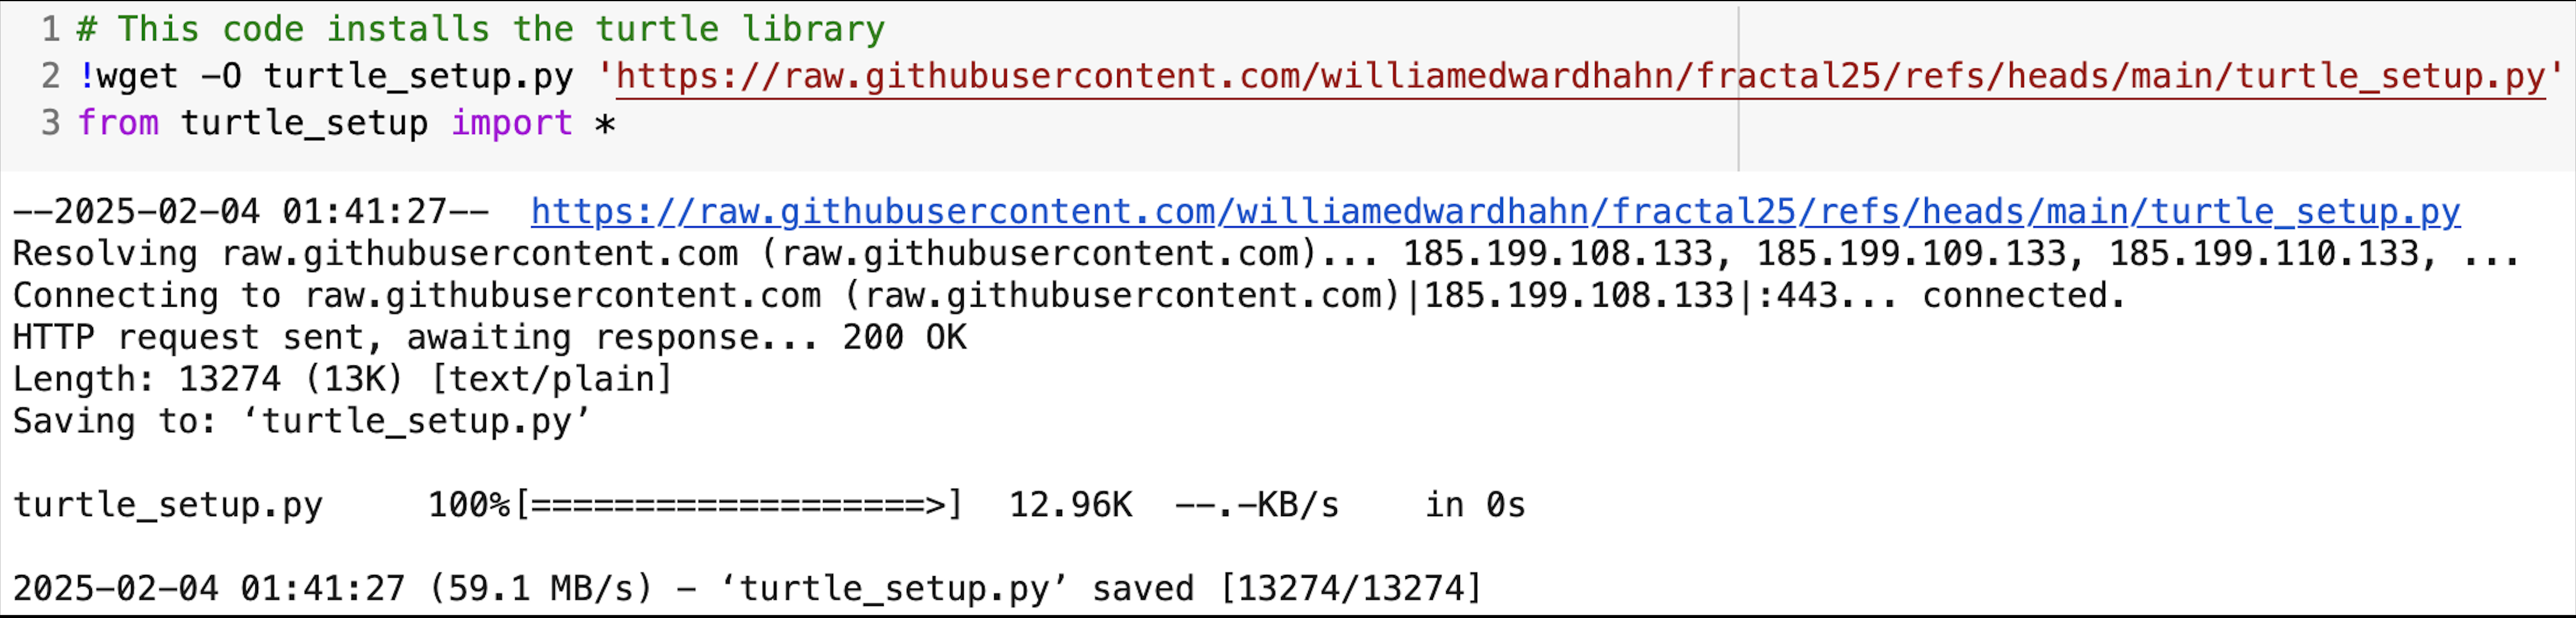 1 # This code installs the turtle library
2 !wget -O turtle_setup.py 'https://raw.githubusercontent.com/williamedwardhahn/fractal25/refs/heads/main/turtle_setup.py'
3 from turtle_setup import *
--2025-02-04 01:41:27--  https://raw.githubusercontent.com/williamedwardhahn/fractal25/refs/heads/main/turtle_setup.py
Resolving raw.githubusercontent.com (raw.githubusercontent.com)... 185.199.108.133, 185.199.109.133, 185.199.110.133, ...
Connecting to raw.githubusercontent.com (raw.githubusercontent.com)|185.199.108.133|:443... connected.
HTTP request sent, awaiting response... 200 OK
Length: 13274 (13K) [text/plain]
Saving to: ‘turtle_setup.py’
turtle_setup.py     100%[===================>]  12.96K  --.-KB/s    in 0s
2025-02-04 01:41:27 (59.1 MB/s) - ‘turtle_setup.py’ saved [13274/13274]